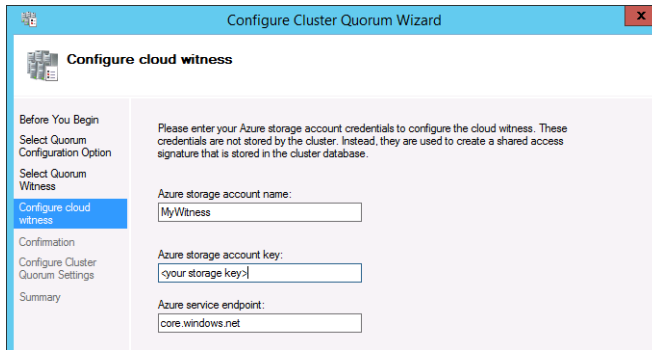 Configure Cluster Quorum Wizard
x
Configure cloud witness
Before You Begin
Select Quorum
Configuration Option
Select Quorum
Witness
Configure cloud
witness
Confirmation
Configure Cluster
Quorum Settings
Summary
Please enter your Azure storage account credentials to configure the cloud witness. These
credentials are not stored by the cluster. Instead, they are used to create a shared access
signature that is stored in the cluster database.
Azure storage account name:
MyWitness
Azure storage account key:
<your storage key>
Azure service endpoint:
core.windows.net